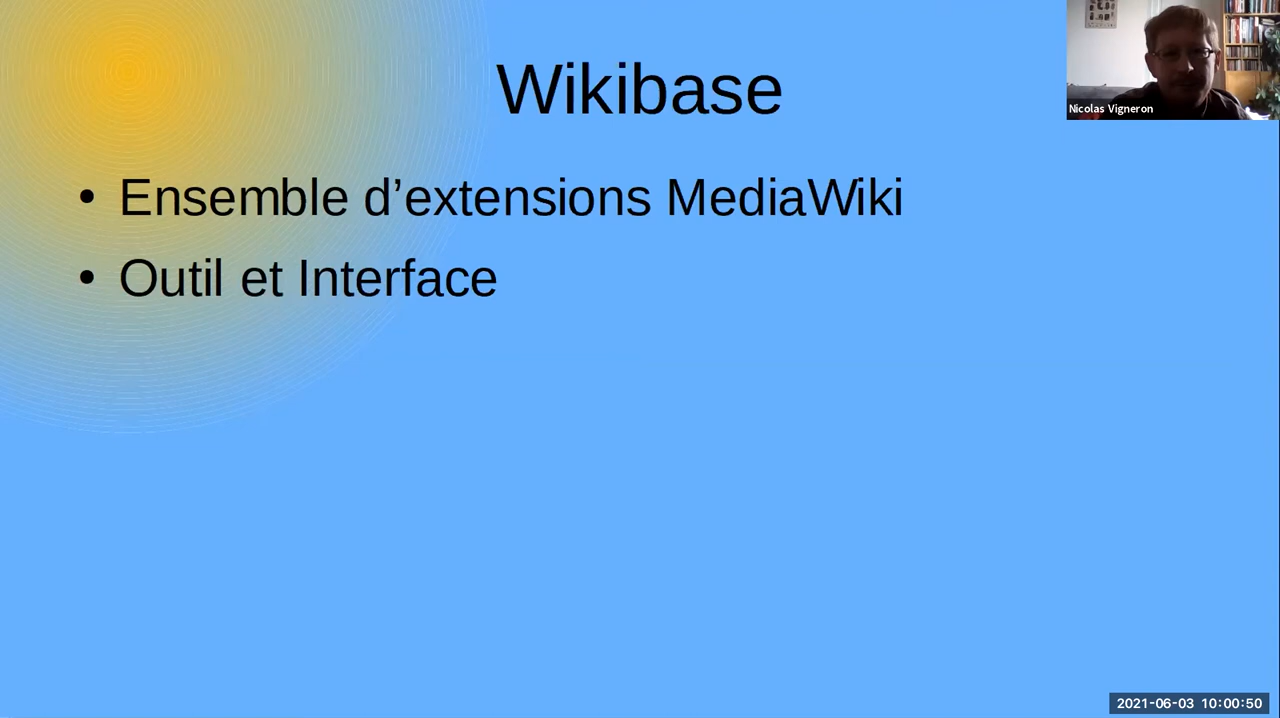 Wikibase
Nicolas Vigneron
• Ensemble d’extensions MediaWiki
• Outil et Interface
2021-06-03 10:00:50